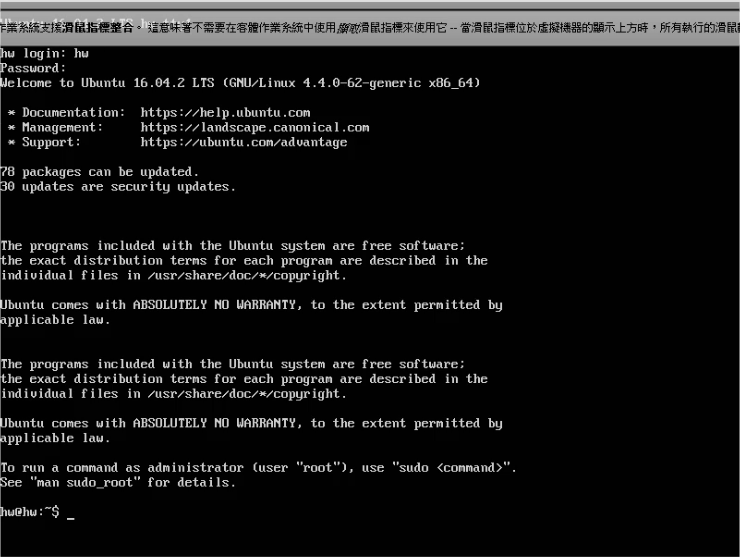 作業系統支援滑鼠指標整合。 這意味著不需要在客體作業系統中使用 擷取滑鼠指標來使用它 -- 當滑鼠指標位於虛擬機器的顯示上方時，所有執行的滑鼠
hw login: hw
Password:
Welcome to Ubuntu 16.04.2 LTS (GNU/Linux 4.4.0-62-generic x86_64)
* Documentation:  https://help.ubuntu.com
* Management:     https://landscape.canonical.com
* Support:        https://ubuntu.com/advantage
78 packages can be updated.
30 updates are security updates.
The programs included with the Ubuntu system are free software;
the exact distribution terms for each program are described in the
individual files in /usr/share/doc/*/copyright.
Ubuntu comes with ABSOLUTELY NO WARRANTY, to the extent permitted by
applicable law.
The programs included with the Ubuntu system are free software;
the exact distribution terms for each program are described in the
individual files in /usr/share/doc/*/copyright.
Ubuntu comes with ABSOLUTELY NO WARRANTY, to the extent permitted by
applicable law.
To run a command as administrator (user "root"), use "sudo <command>".
See "man sudo_root" for details.
hw@hw:~$ _